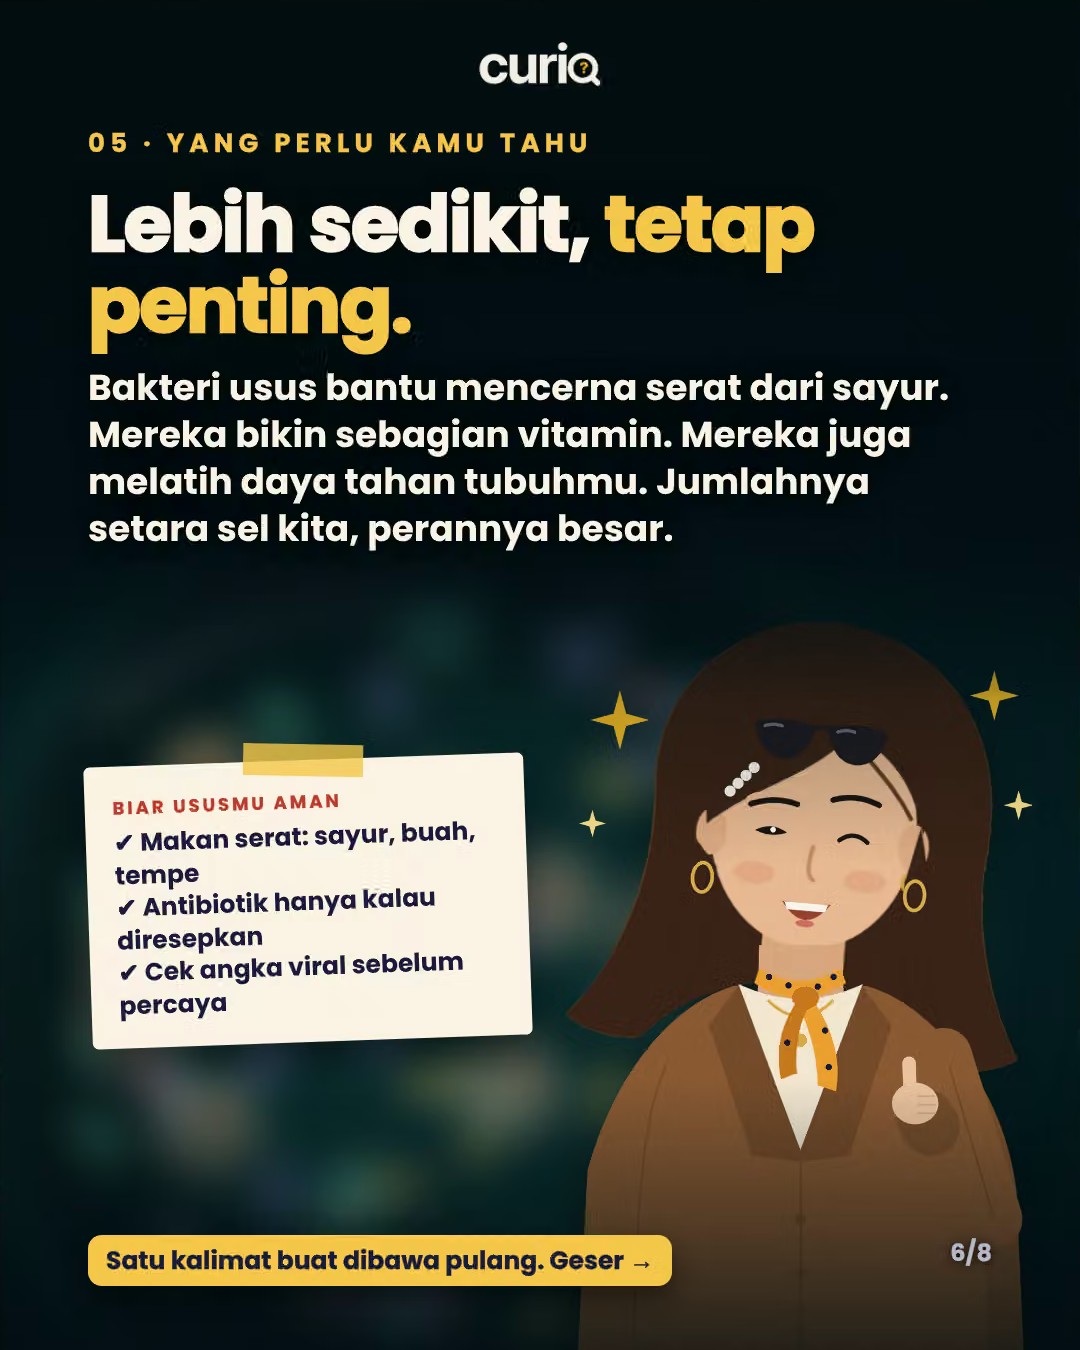 curiQ
05 · YANG PERLU KAMU TAHU
Lebih sedikit, tetap
penting.
Bakteri usus bantu mencerna serat dari sayur.
Mereka bikin sebagian vitamin. Mereka juga
melatih daya tahan tubuhmu. Jumlahnya
setara sel kita, perannya besar.
BIAR USUSMU AMAN
✔ Makan serat: sayur, buah,
tempe
✔ Antibiotik hanya kalau
diresepkan
✔ Cek angka viral sebelum
percaya
Satu kalimat buat dibawa pulang. Geser →
6/8